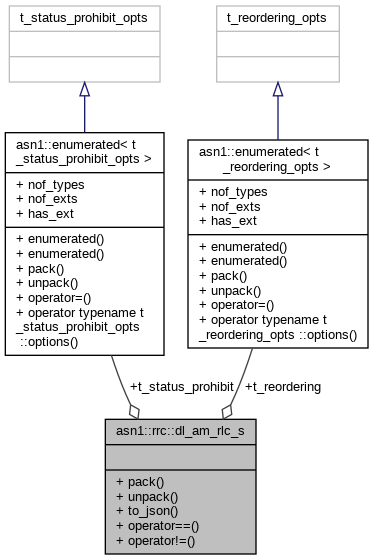 t_status_prohibit_opts
t_reordering_opts
asn1::enumerated< t
_status_prohibit_opts >
+ nof_types
+ nof_exts
+ has_ext
+ enumerated()
+ enumerated()
+ pack()
+ unpack()
+ operator=()
+ operator typename t
_status_prohibit_opts
::options()
asn1::enumerated< t
_reordering_opts >
+ nof_types
+ nof_exts
+ has_ext
+ enumerated()
+ enumerated()
+ pack()
+ unpack()
+ operator=()
+ operator typename t
_reordering_opts ::options()
+t_status_prohibit
+t_reordering
asn1::rrc::dl_am_rlc_s
+ pack()
+ unpack()
+ to_json()
+ operator==()
+ operator!=()